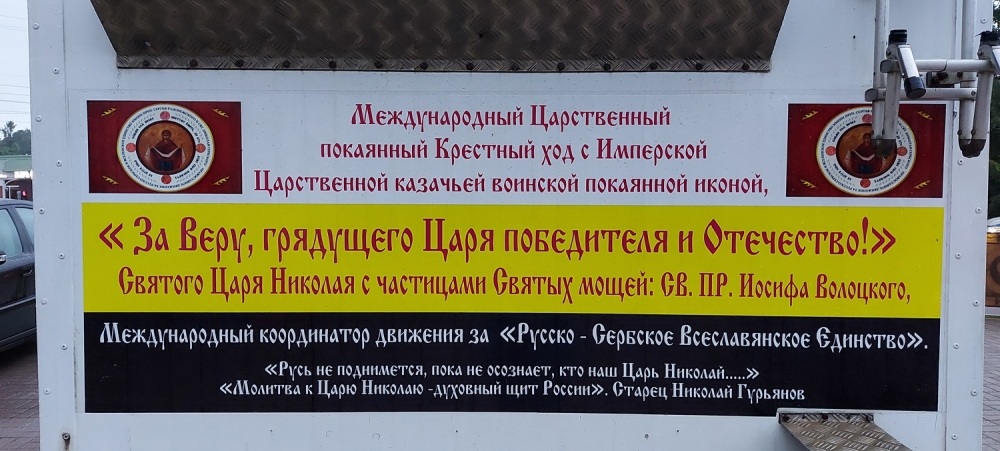 Международный Царственный
покаянный Крестный ход с Имперской
Царственной казачьей воинской покаянной иконой,
« За Веру, грядущего Царя победителя и Отечество!»
Святого Царя Николая с частицами Святых мощей: СВ. ПР. Иосифа Волоцкого,
Международный координатор движения за «Русско - Сербское Всеславянское Единство».
«Русь не поднимется, пока не осознает, кто наш Царь Николай.....»
«Молитва к Царю Николаю -духовный щит России». Старец Николай Гурьянов